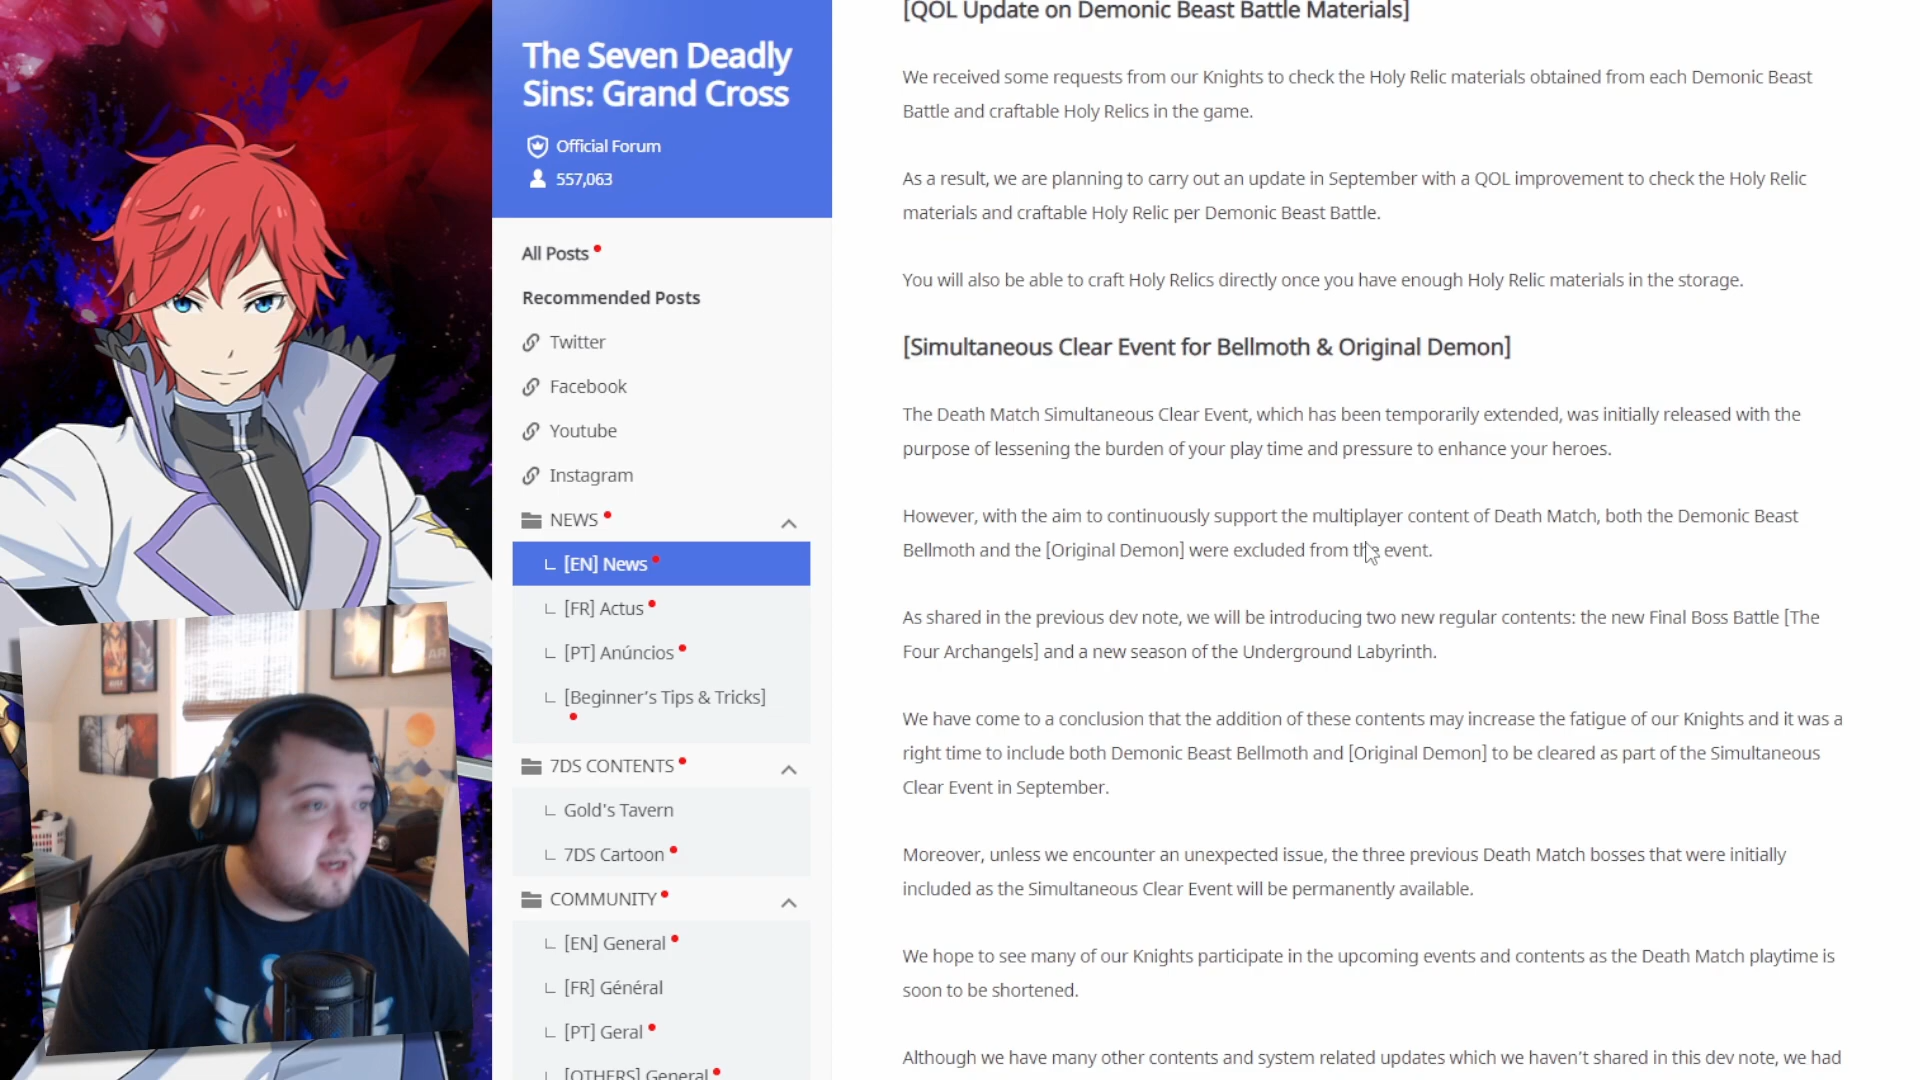 The Seven Deadly
Sins: Grand Cross
Official Forum
557,063
All Posts
Recommended Posts
Twitter
Facebook
Youtube
Instagram
NEWS
[EN] News
[FR] Actus
[PT] Anúncios
[Beginner's Tips & Tricks]
7DS CONTENTS
Gold's Tavern
7DS Cartoon
COMMUNITY
[EN] General
[FR] Général
[PT] Geral
[OTHERS] General
[QOL Update on Demonic Beast Battle Materials]
We received some requests from our Knights to check the Holy Relic materials obtained from each Demonic Beast
Battle and craftable Holy Relics in the game.
As a result, we are planning to carry out an update in September with a QOL improvement to check the Holy Relic
materials and craftable Holy Relic per Demonic Beast Battle.
You will also be able to craft Holy Relics directly once you have enough Holy Relic materials in the storage.
[Simultaneous Clear Event for Bellmoth & Original Demon]
The Death Match Simultaneous Clear Event, which has been temporarily extended, was initially released with the
purpose of lessening the burden of your play time and pressure to enhance your heroes.
However, with the aim to continuously support the multiplayer content of Death Match, both the Demonic Beast
Bellmoth and the [Original Demon] were excluded from the event.
As shared in the previous dev note, we will be introducing two new regular contents: the new Final Boss Battle [The
Four Archangels] and a new season of the Underground Labyrinth.
We have come to a conclusion that the addition of these contents may increase the fatigue of our Knights and it was a
right time to include both Demonic Beast Bellmoth and [Original Demon] to be cleared as part of the Simultaneous
Clear Event in September.
Moreover, unless we encounter an unexpected issue, the three previous Death Match bosses that were initially
included as the Simultaneous Clear Event will be permanently available.
We hope to see many of our Knights participate in the upcoming events and contents as the Death Match playtime is
soon to be shortened.
Although we have many other contents and system related updates which we haven't shared in this dev note, we had